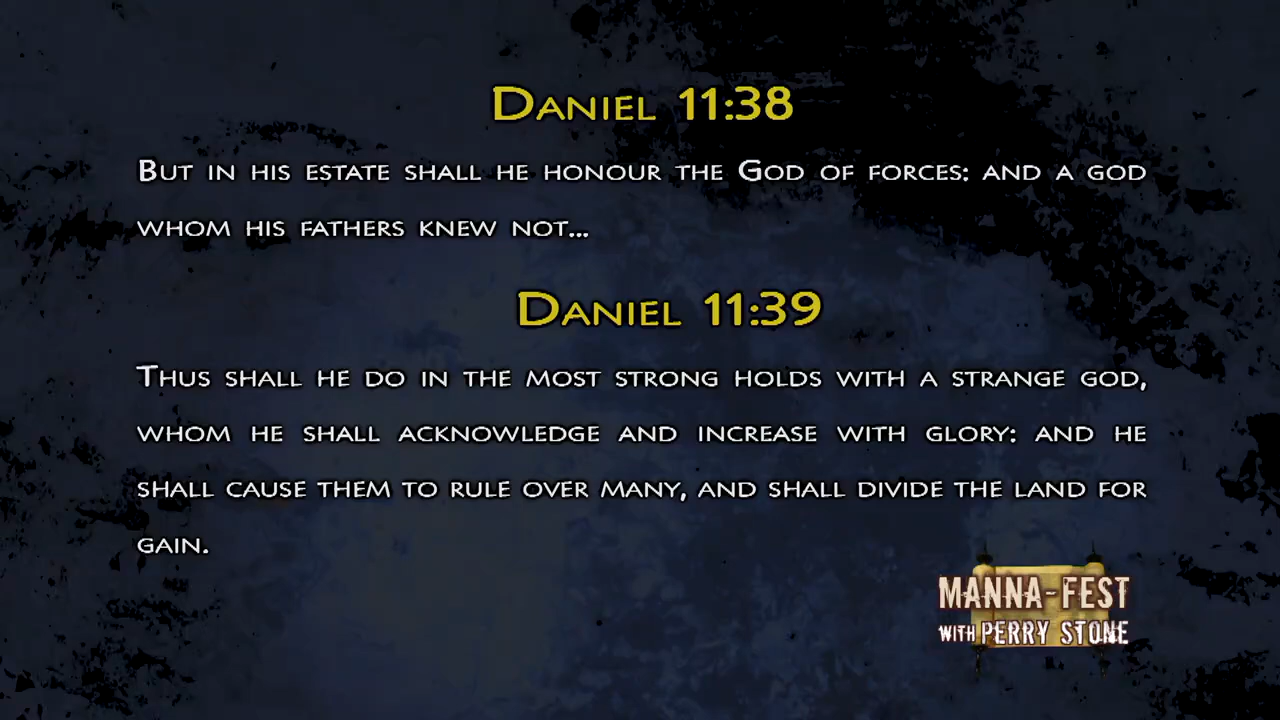 Daniel 11:38
But in his estate shall he honour the God of forces: and a god
whom his fathers knew not...
Daniel 11:39
Thus shall he do in the most strong holds with a strange god,
whom he shall acknowledge and increase with glory: and he
shall cause them to rule over many, and shall divide the land for
gain.
MANNA-FEST
WITH PERRY STONE